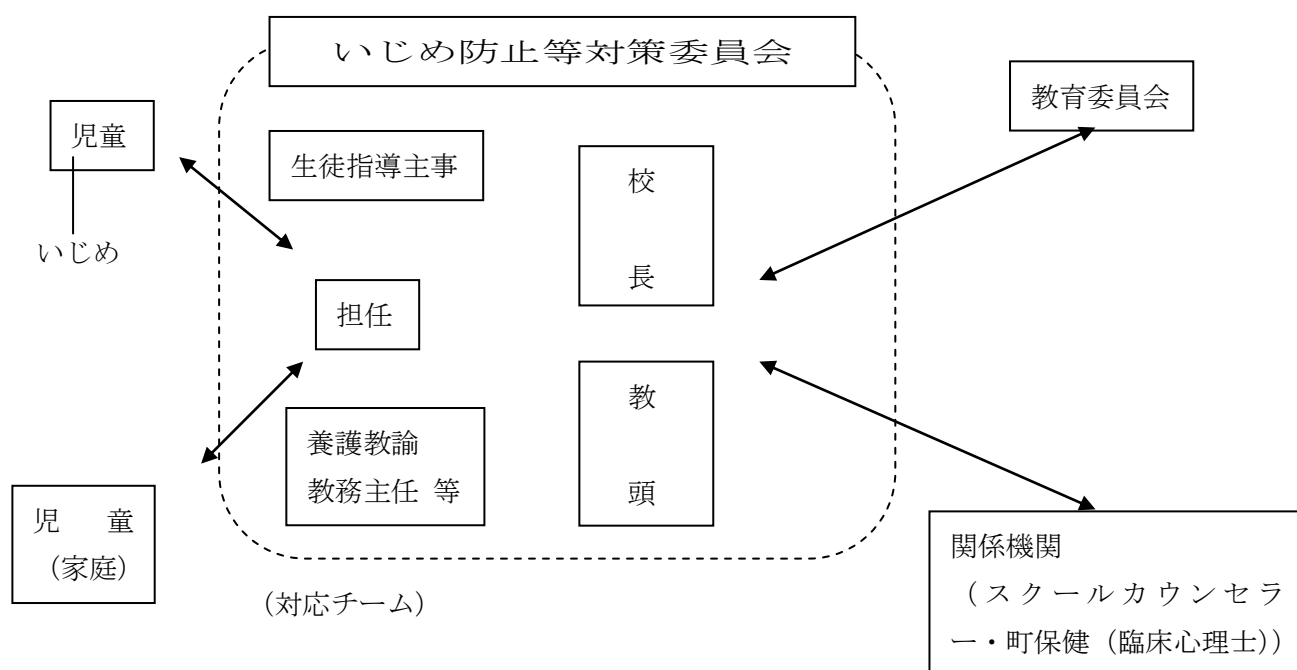 いじめ防止等対策委員会
教育委員会
児童
生徒指導主事
校
長
いじめ
担任
教
頭
養護教諭
教務主任 等
児 童
（家庭）
（対応チーム）
関係機関
（スクールカウンセラ
ー・町保健（臨床心理士））